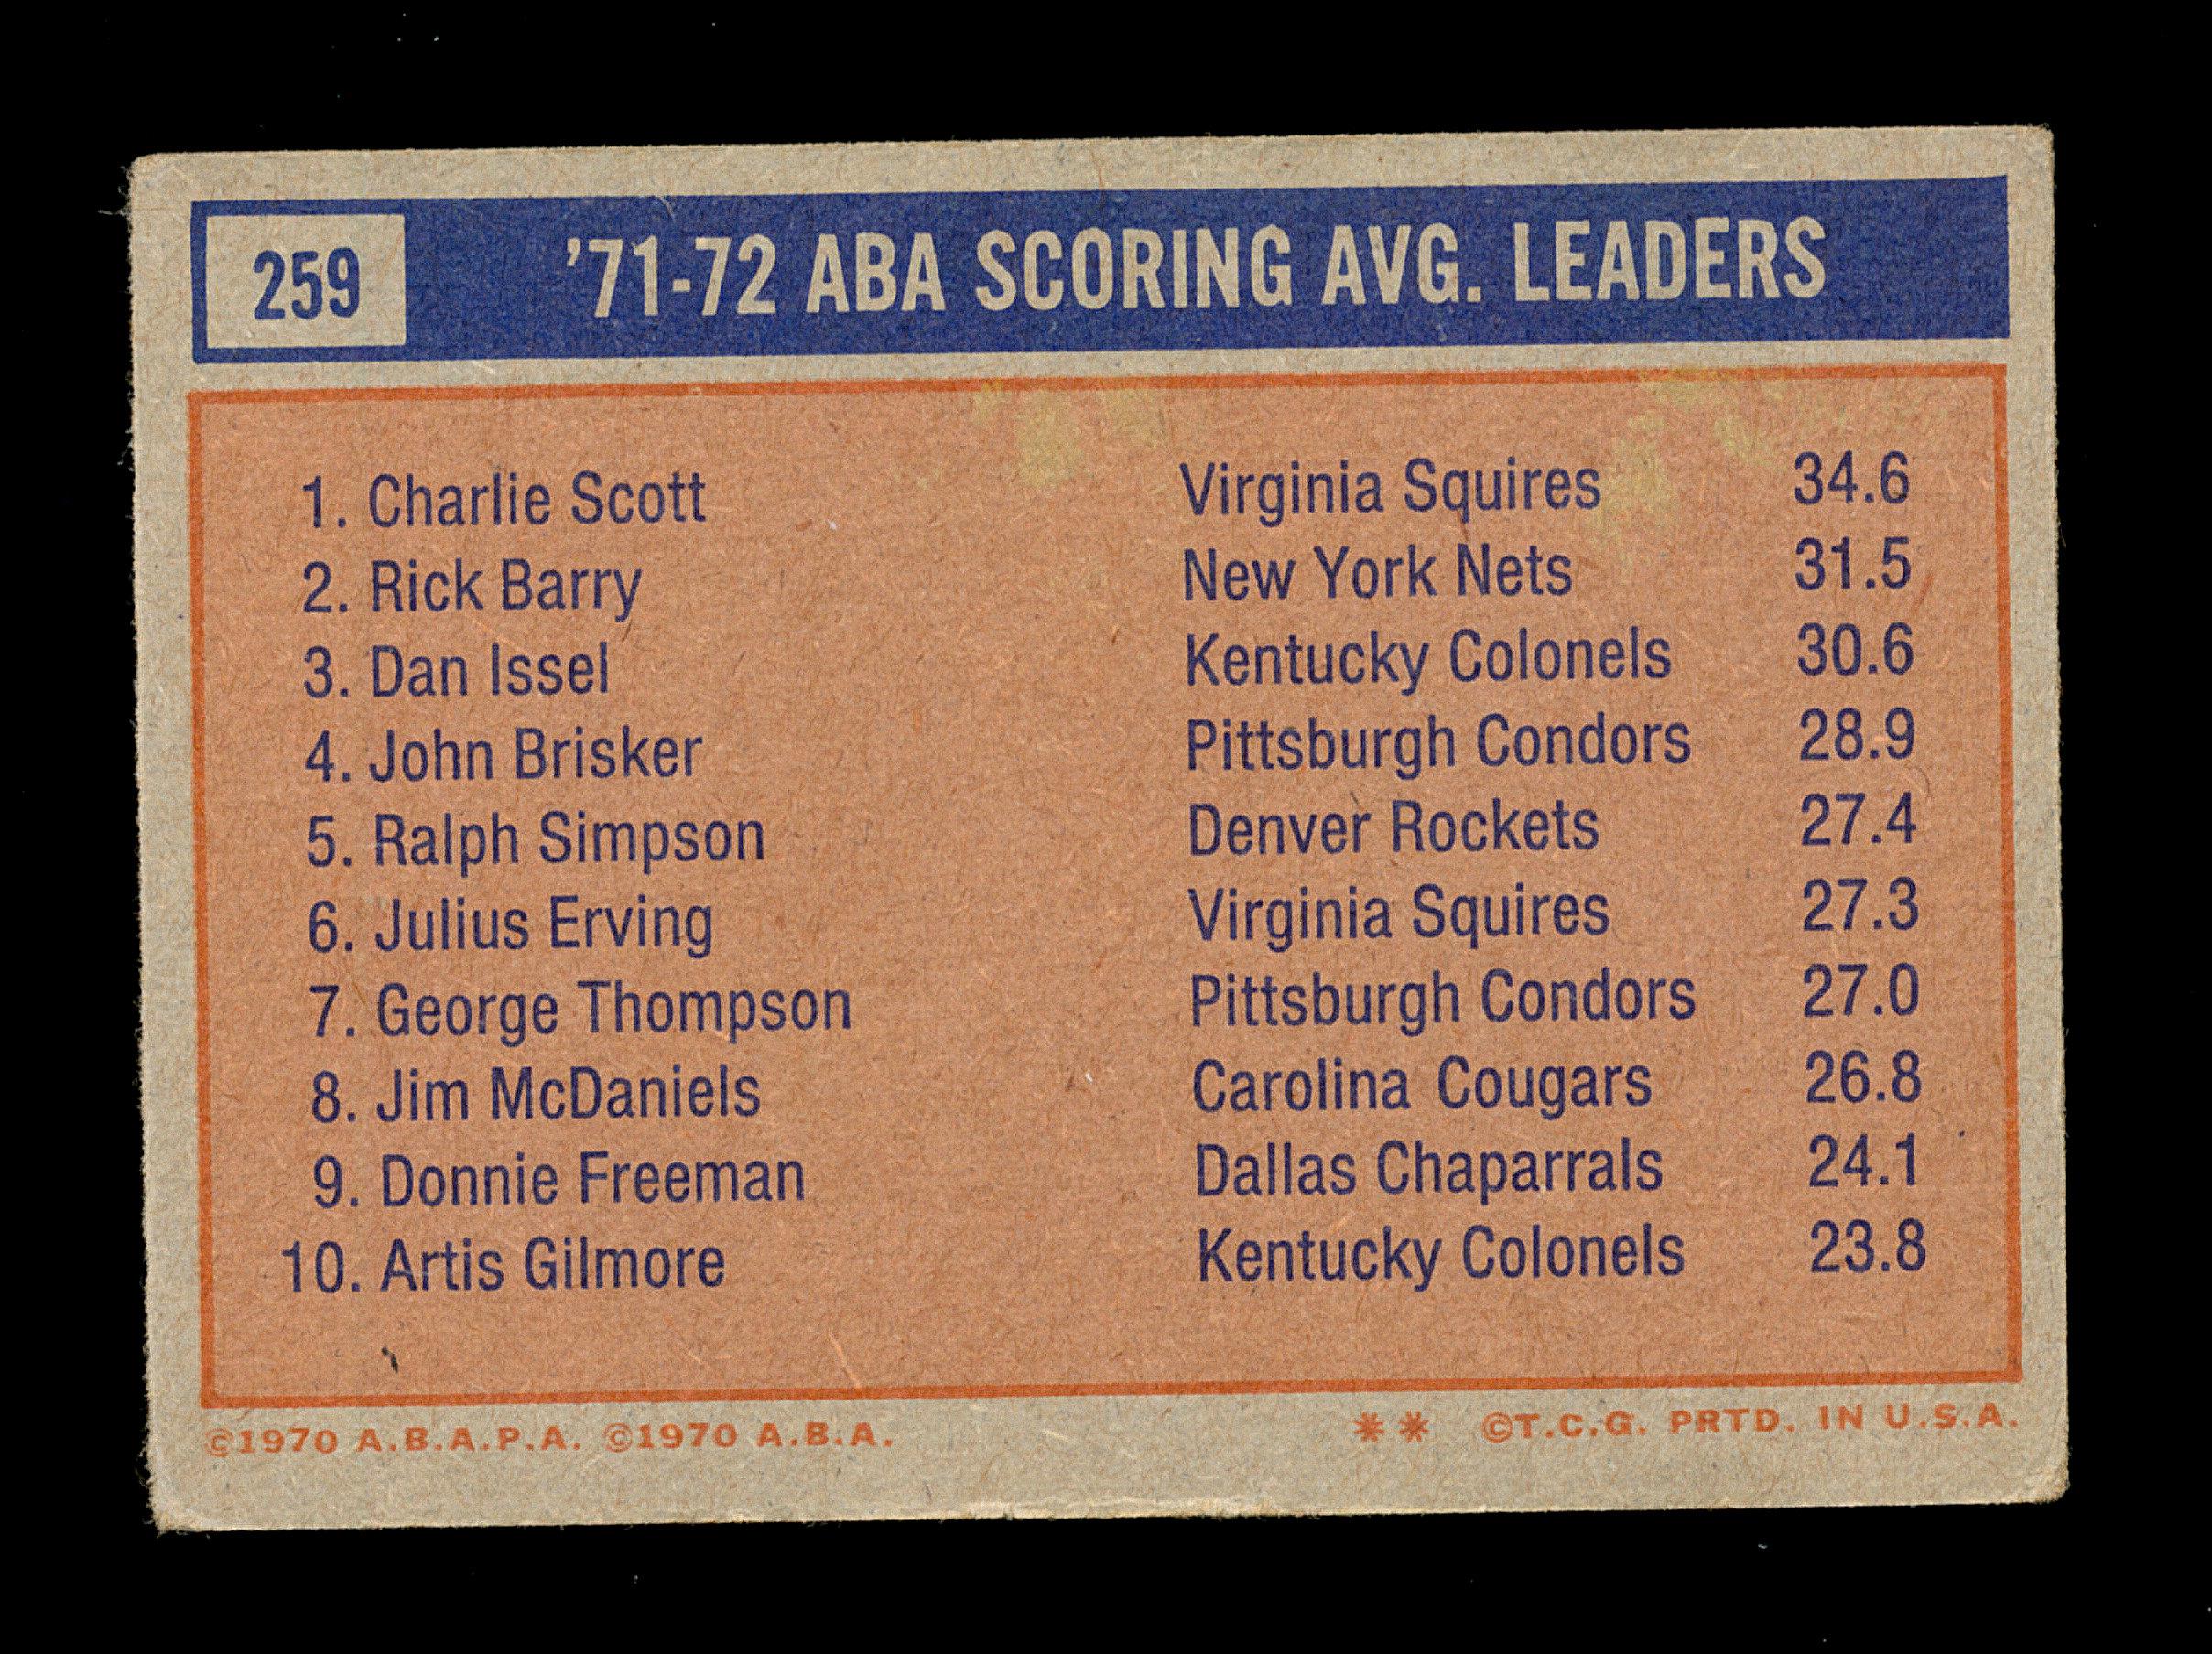 259 '71-72 ABA SCORING AVG. LEADERS
1. Charlie Scott Virginia Squires 34.6
2. Rick Barry New York Nets 31.5
3. Dan Issel Kentucky Colonels 30.6
4. John Brisker Pittsburgh Condors 28.9
5. Ralph Simpson Denver Rockets 27.4
6. Julius Erving Virginia Squires 27.3
7. George Thompson Pittsburgh Condors 27.0
8. Jim McDaniels Carolina Cougars 26.8
9. Donnie Freeman Dallas Chaparrals 24.1
10. Artis Gilmore Kentucky Colonels 23.8
©1970 A.B.A.P.A. ©1970 A.B.A. ** ©T.C.G. PRTD. IN U.S.A.